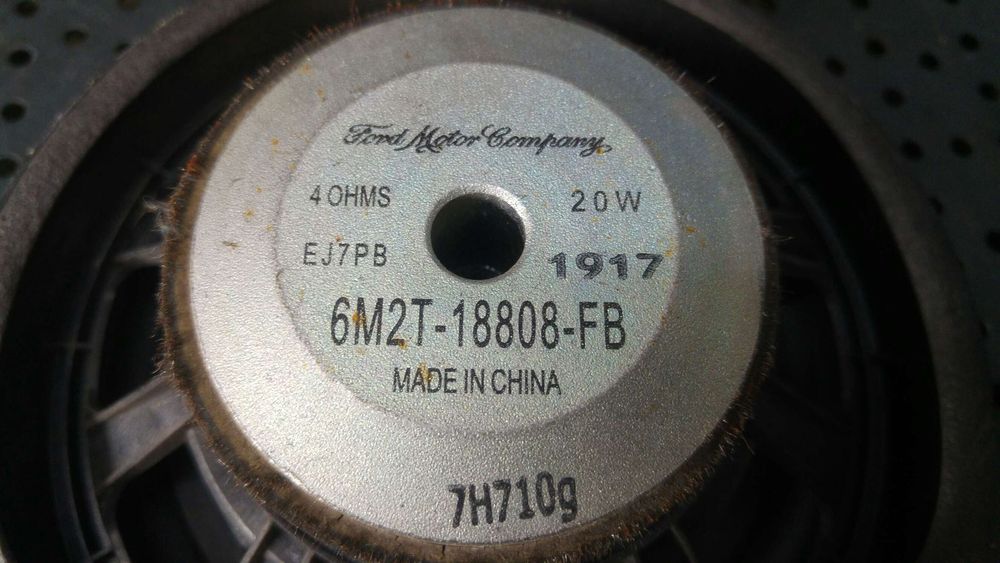 Ford Motor Company
4 OHMS 20W
EJ7PB 1917
6M2T-18808-FB
MADE IN CHINA
7H710g